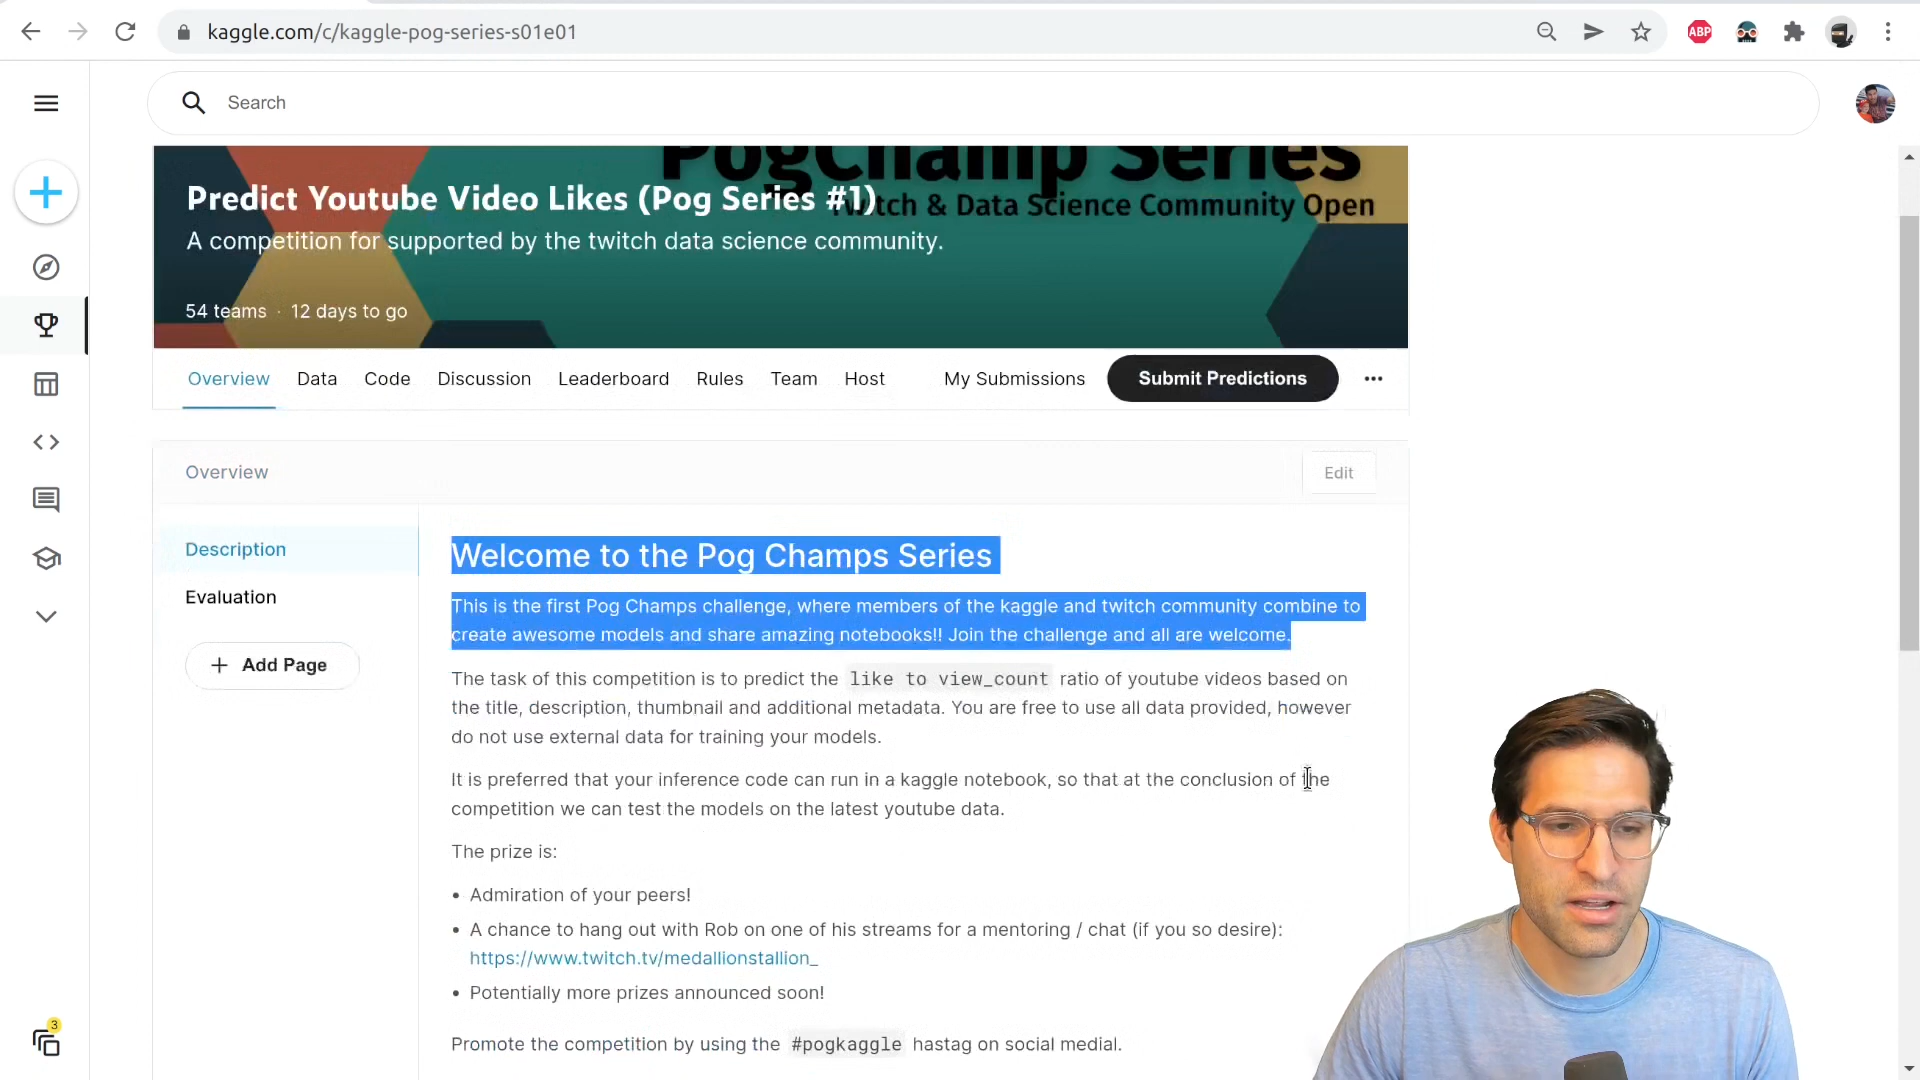 kaggle.com/c/kaggle-pog-series-s01e01
ABP
Search
PogChamp Series
Predict Youtube Video Likes (Pog Series #1)
Twitch & Data Science Community Open
A competition for supported by the twitch data science community.
54 teams · 12 days to go
Overview Data Code Discussion Leaderboard Rules Team Host My Submissions Submit Predictions
Overview
Edit
Description
Evaluation
+ Add Page
Welcome to the Pog Champs Series
This is the first Pog Champs challenge, where members of the kaggle and twitch community combine to
create awesome models and share amazing notebooks!! Join the challenge and all are welcome.
The task of this competition is to predict the like to view_count ratio of youtube videos based on
the title, description, thumbnail and additional metadata. You are free to use all data provided, however
do not use external data for training your models.
It is preferred that your inference code can run in a kaggle notebook, so that at the conclusion of the
competition we can test the models on the latest youtube data.
The prize is:
• Admiration of your peers!
• A chance to hang out with Rob on one of his streams for a mentoring / chat (if you so desire):
https://www.twitch.tv/medallionstallion_
• Potentially more prizes announced soon!
Promote the competition by using the #pogkaggle hastag on social medial.
3